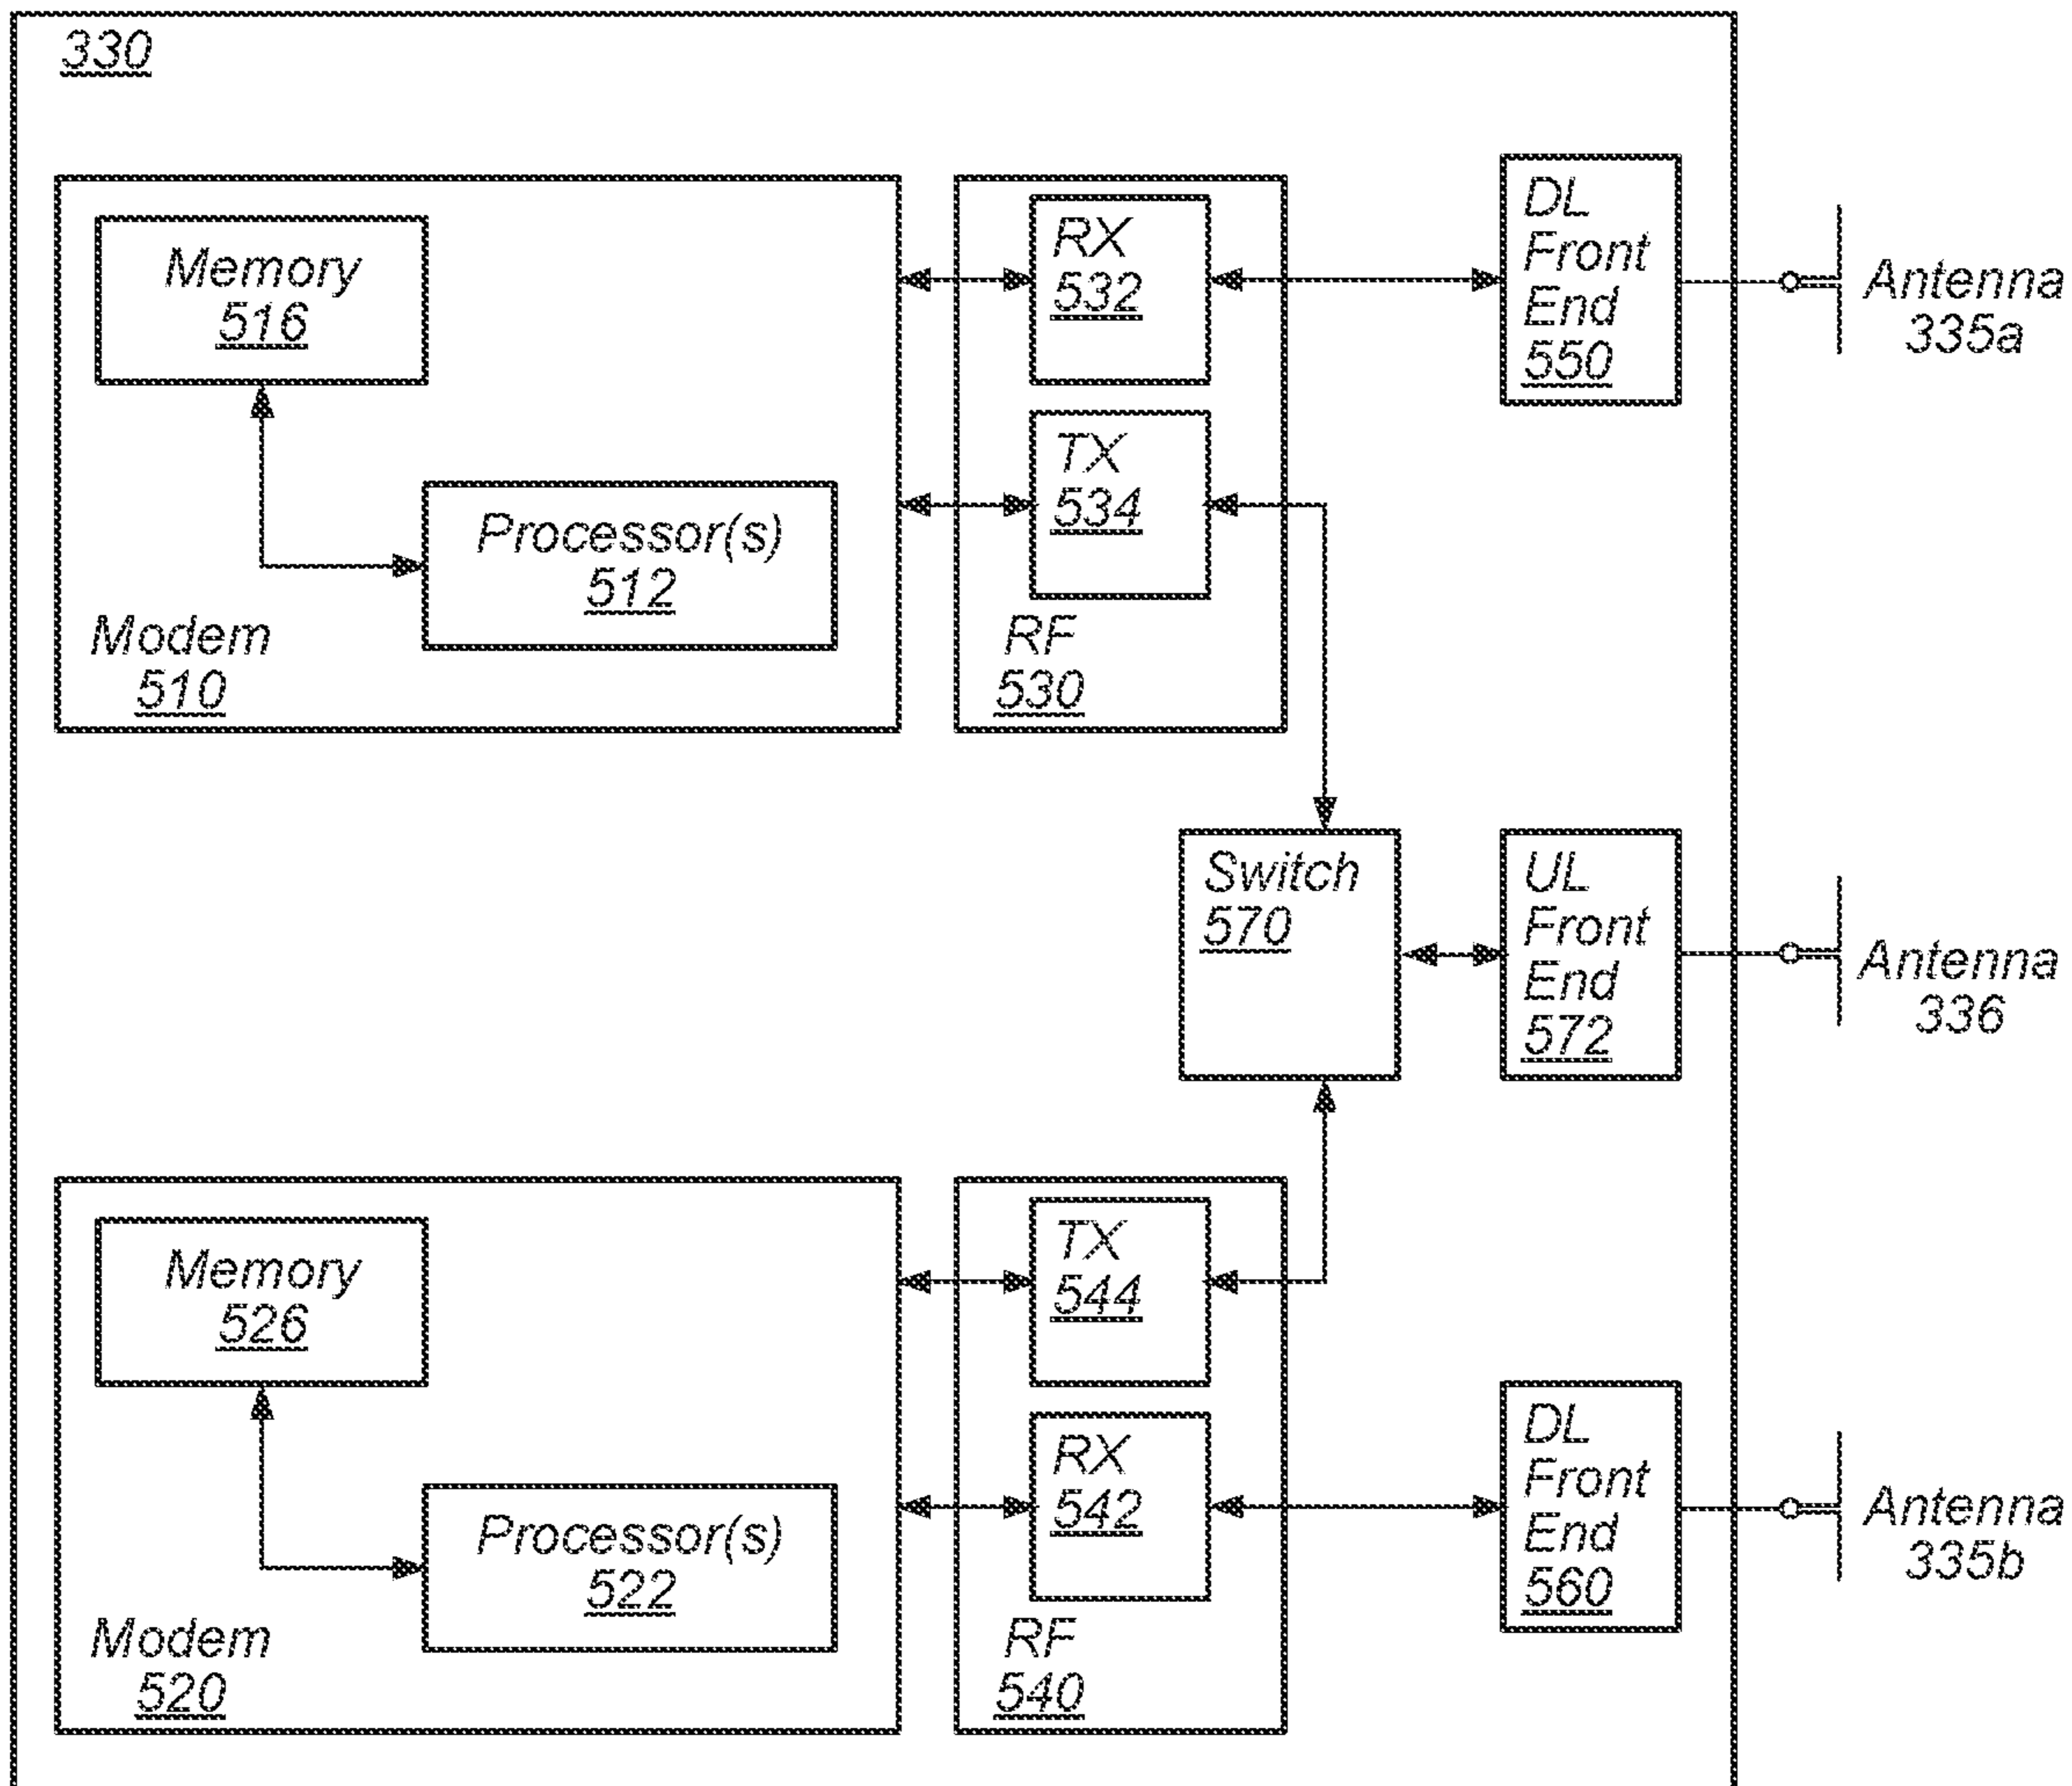 330
Memory
516
Processor(s)
512
Modem
510
RX
532
TX
534
RF
530
DL
Front
End
550
Antenna
335a
Switch
570
UL
Front
End
572
Antenna
336
Memory
526
Processor(s)
522
Modem
520
TX
544
RX
542
RF
540
DL
Front
End
560
Antenna
335b